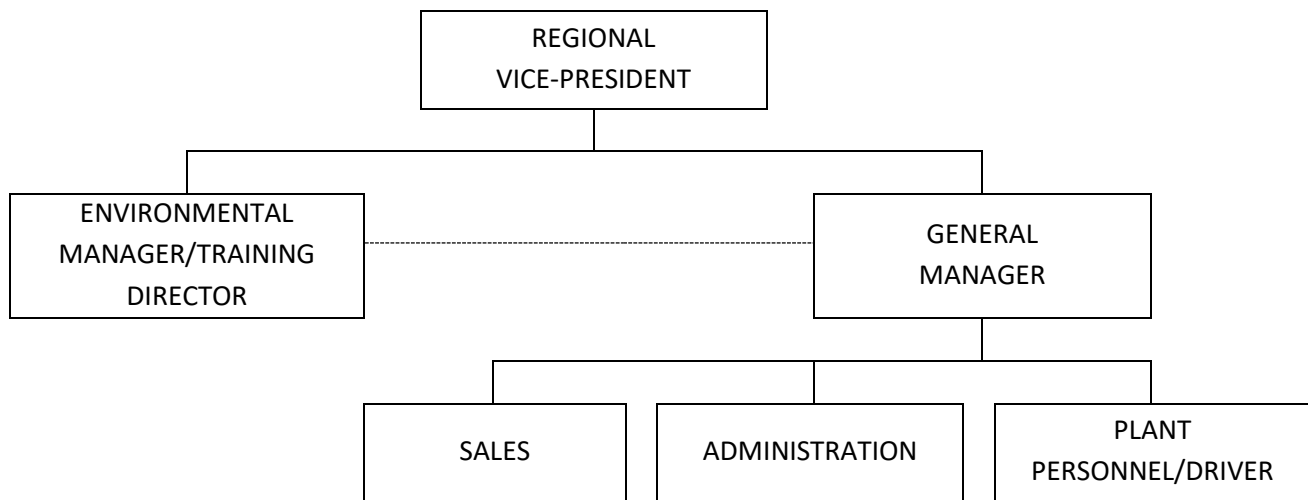 REGIONAL
VICE-PRESIDENT
ENVIRONMENTAL
MANAGER/TRAINING
DIRECTOR
GENERAL
MANAGER
SALES
ADMINISTRATION
PLANT
PERSONNEL/DRIVER